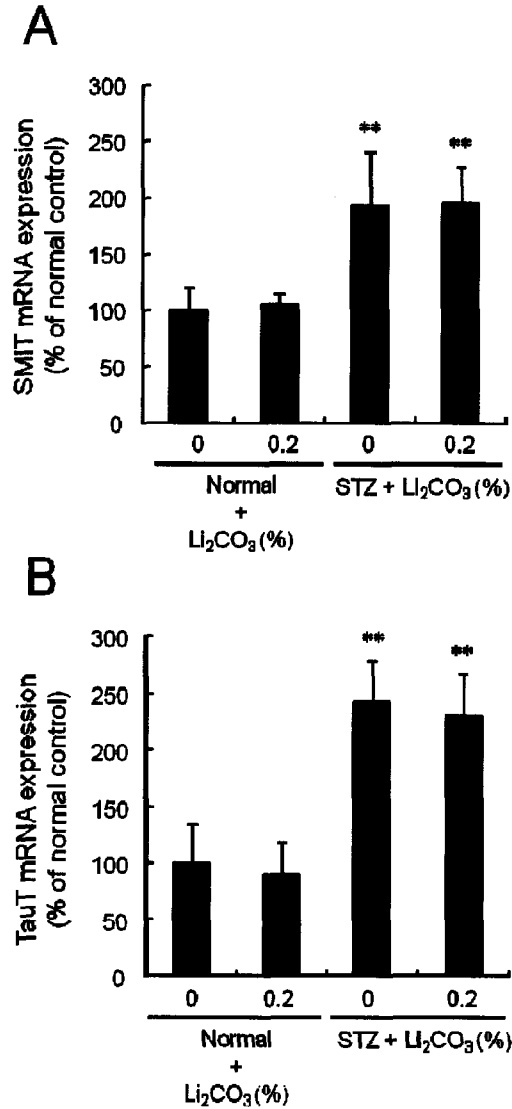 A
SMIT mRNA expression
(% of normal control)
300
250
200
150
100
50
0
** **
0 0.2 0 0.2
Normal
+
Li₂CO₃(%)
STZ + Li₂CO₃(%)
B
TauT mRNA expression
(% of normal control)
300
250
200
150
100
50
0
** **
0 0.2 0 0.2
Normal
+
Li₂CO₃(%)
STZ + Li₂CO₃(%)